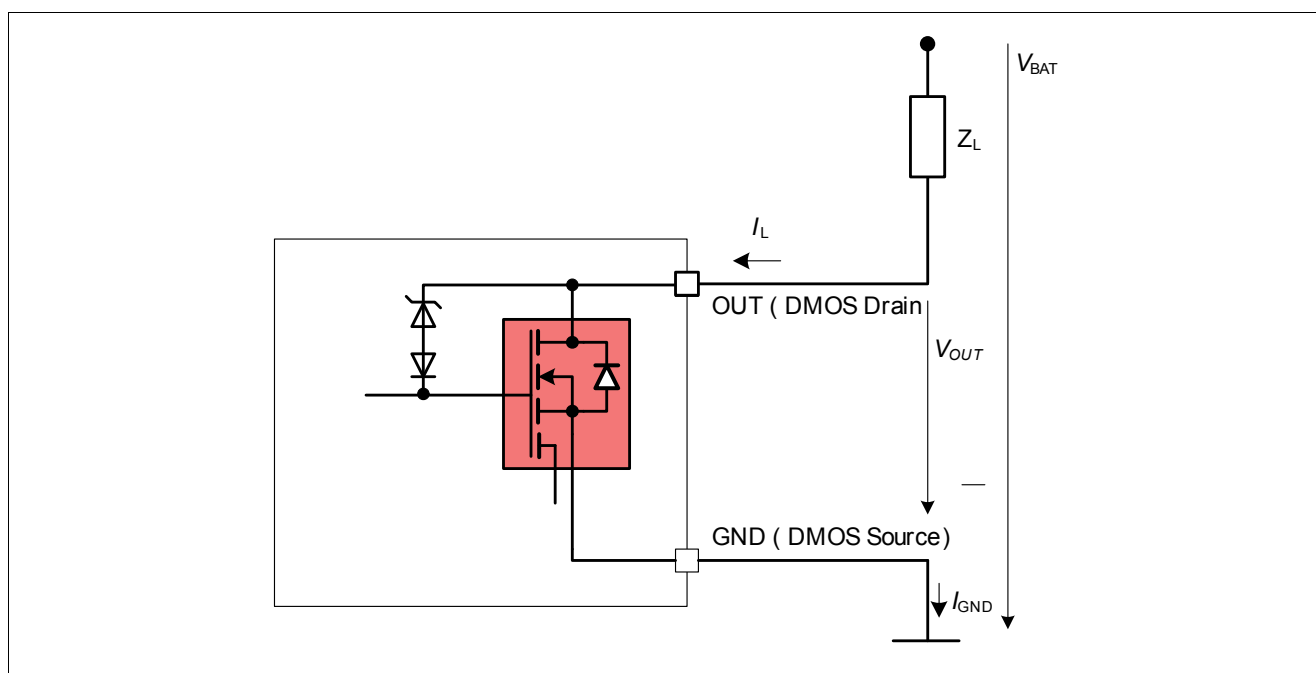 VBAT
ZL
IL
OUT ( DMOS Drain
VOUT
GND ( DMOS Source)
IGND